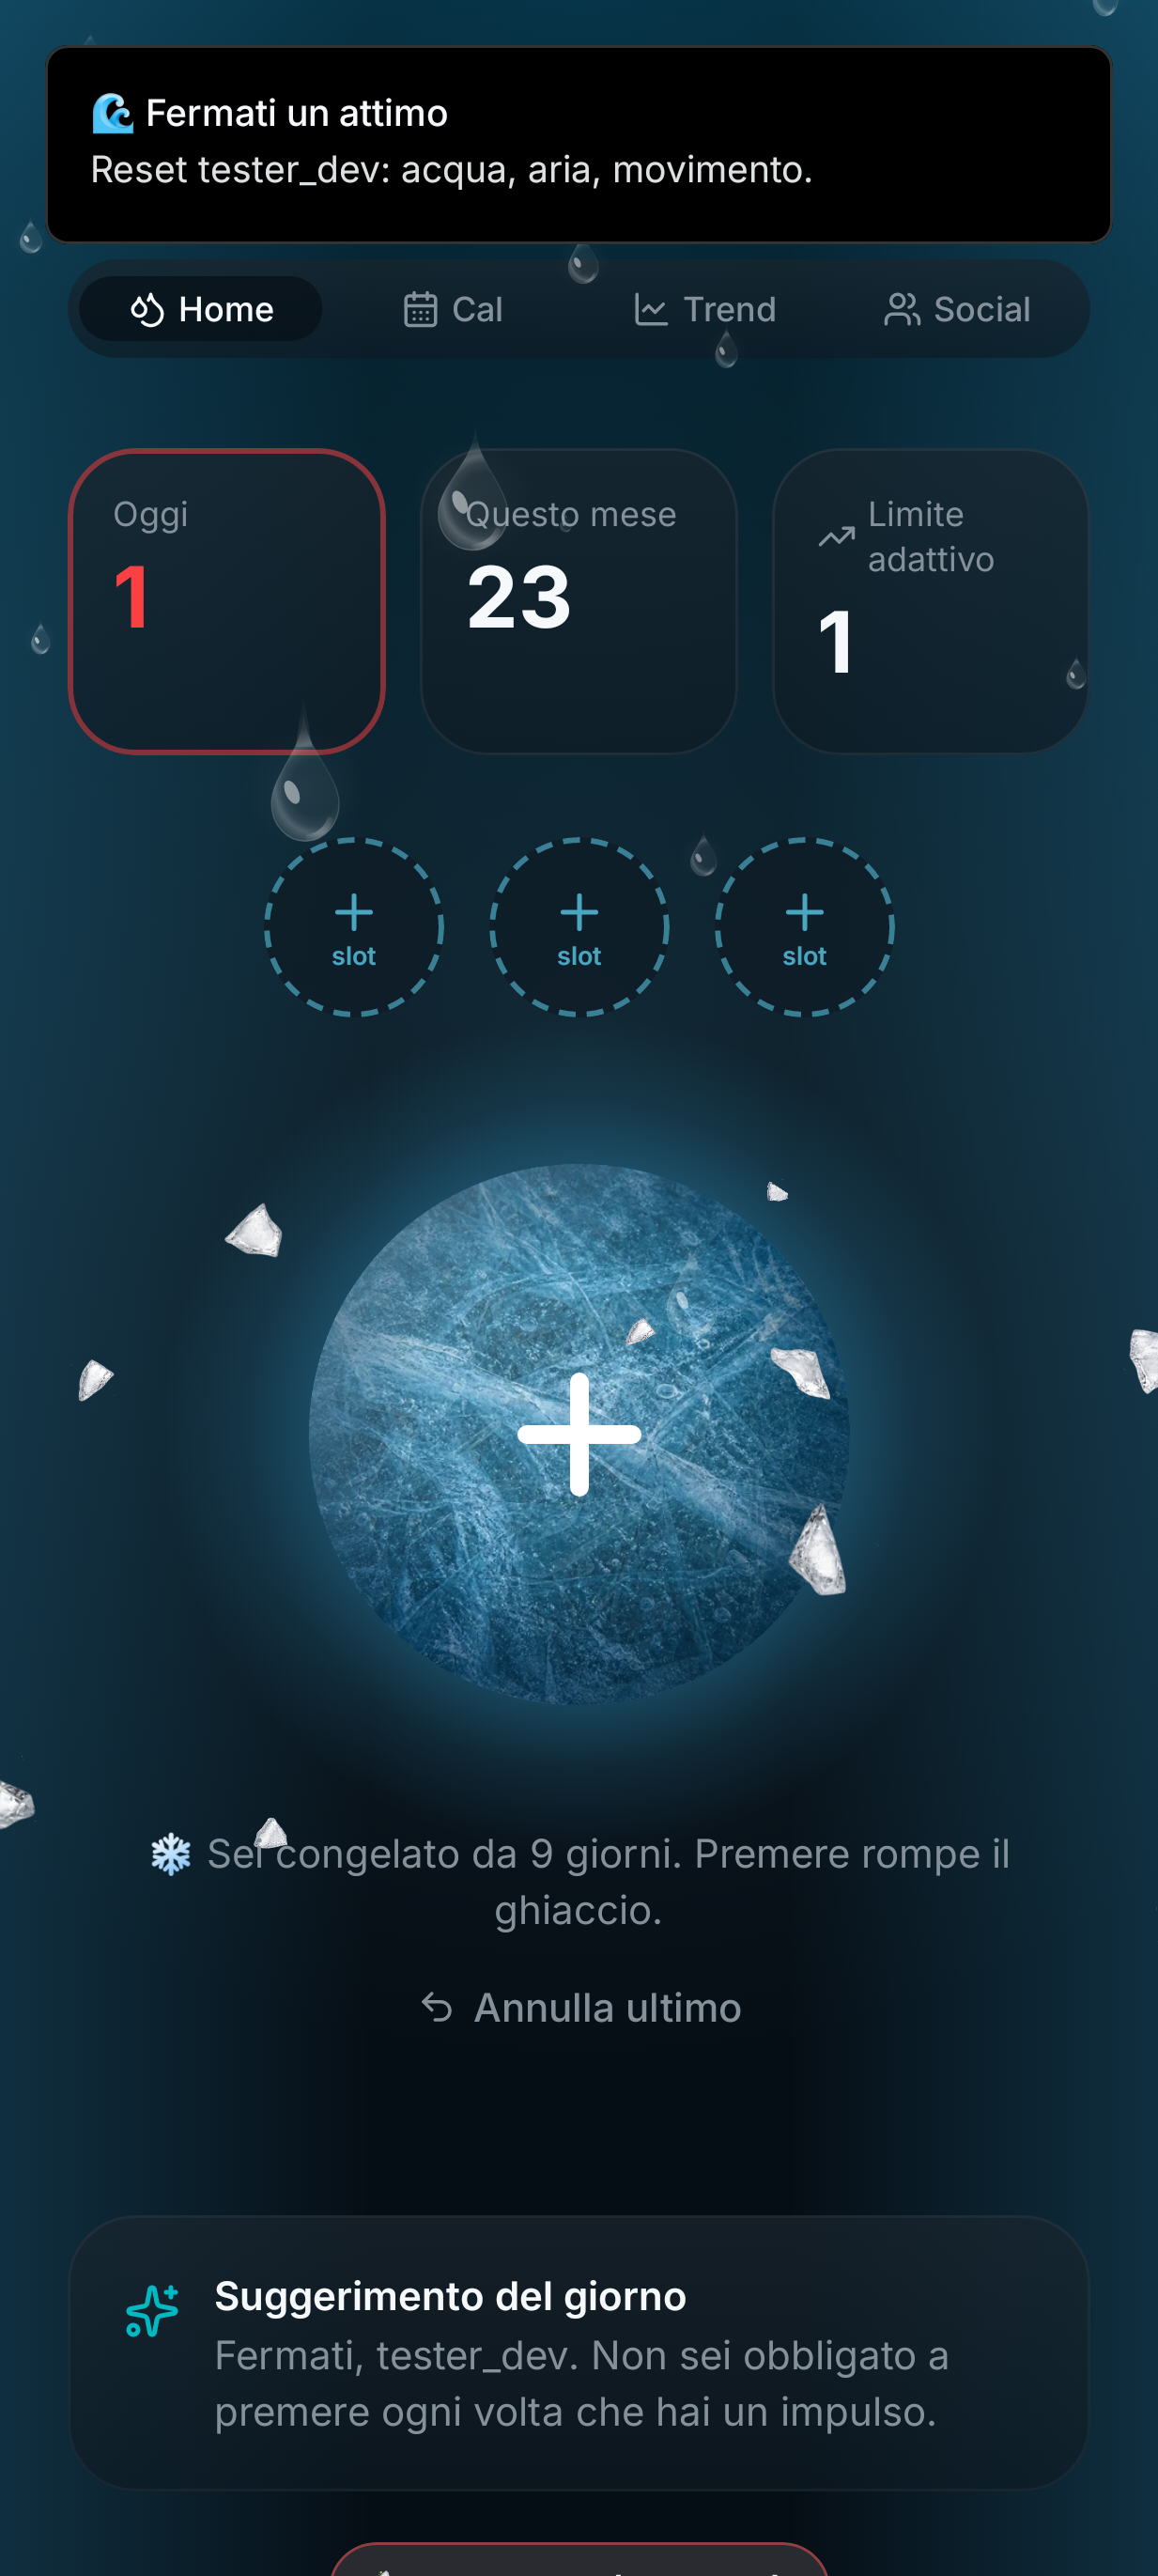 🌊 Fermati un attimo
Reset tester_dev: acqua, aria, movimento.
Home
Cal
Trend
Social
Oggi
1
Questo mese
23
Limite
adattivo
1
slot
slot
slot
❄️ Sei congelato da 9 giorni. Premere rompe il
ghiaccio.
Annulla ultimo
Suggerimento del giorno
Fermati, tester_dev. Non sei obbligato a
premere ogni volta che hai un impulso.